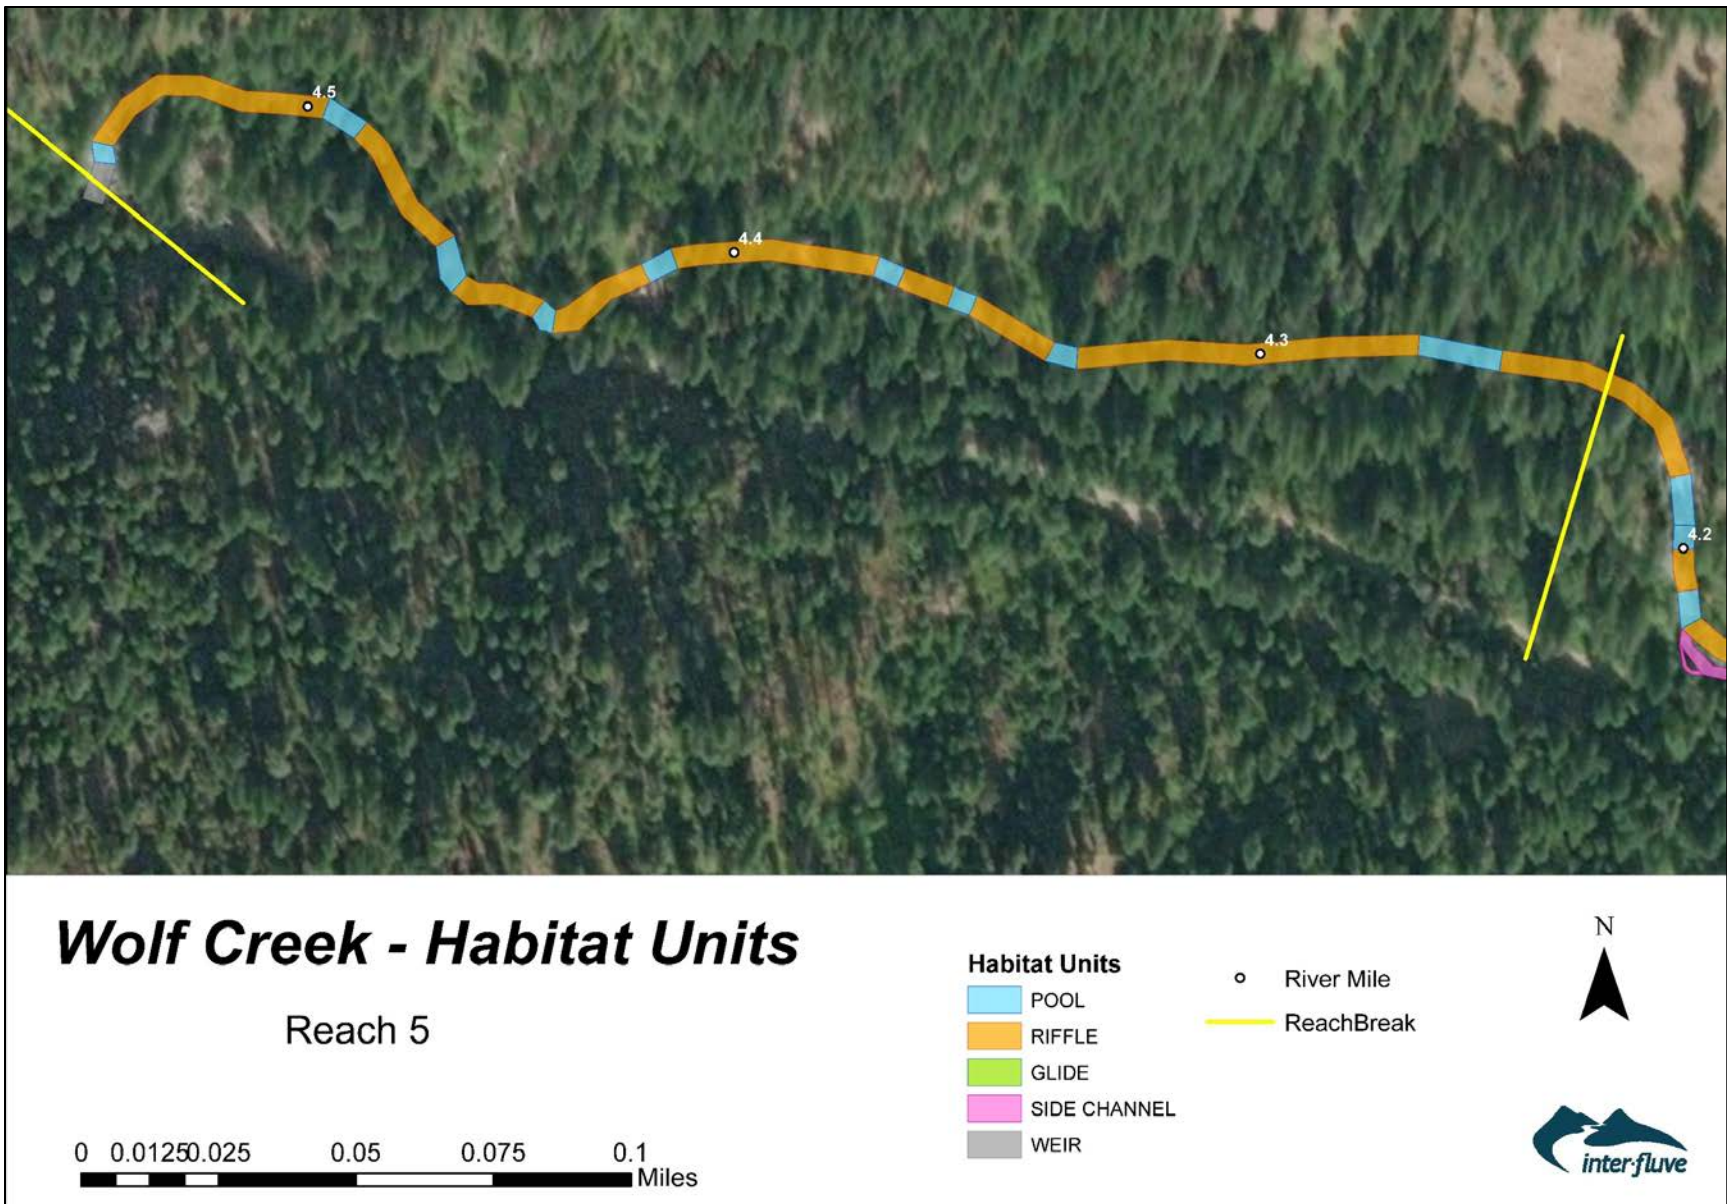 4.5
4.4
4.3
4.2
Wolf Creek - Habitat Units
Reach 5
0 0.0125 0.025 0.05 0.075 0.1
Miles
Habitat Units
POOL
RIFFLE
GLIDE
SIDE CHANNEL
WEIR
River Mile
ReachBreak
N
inter-fluve